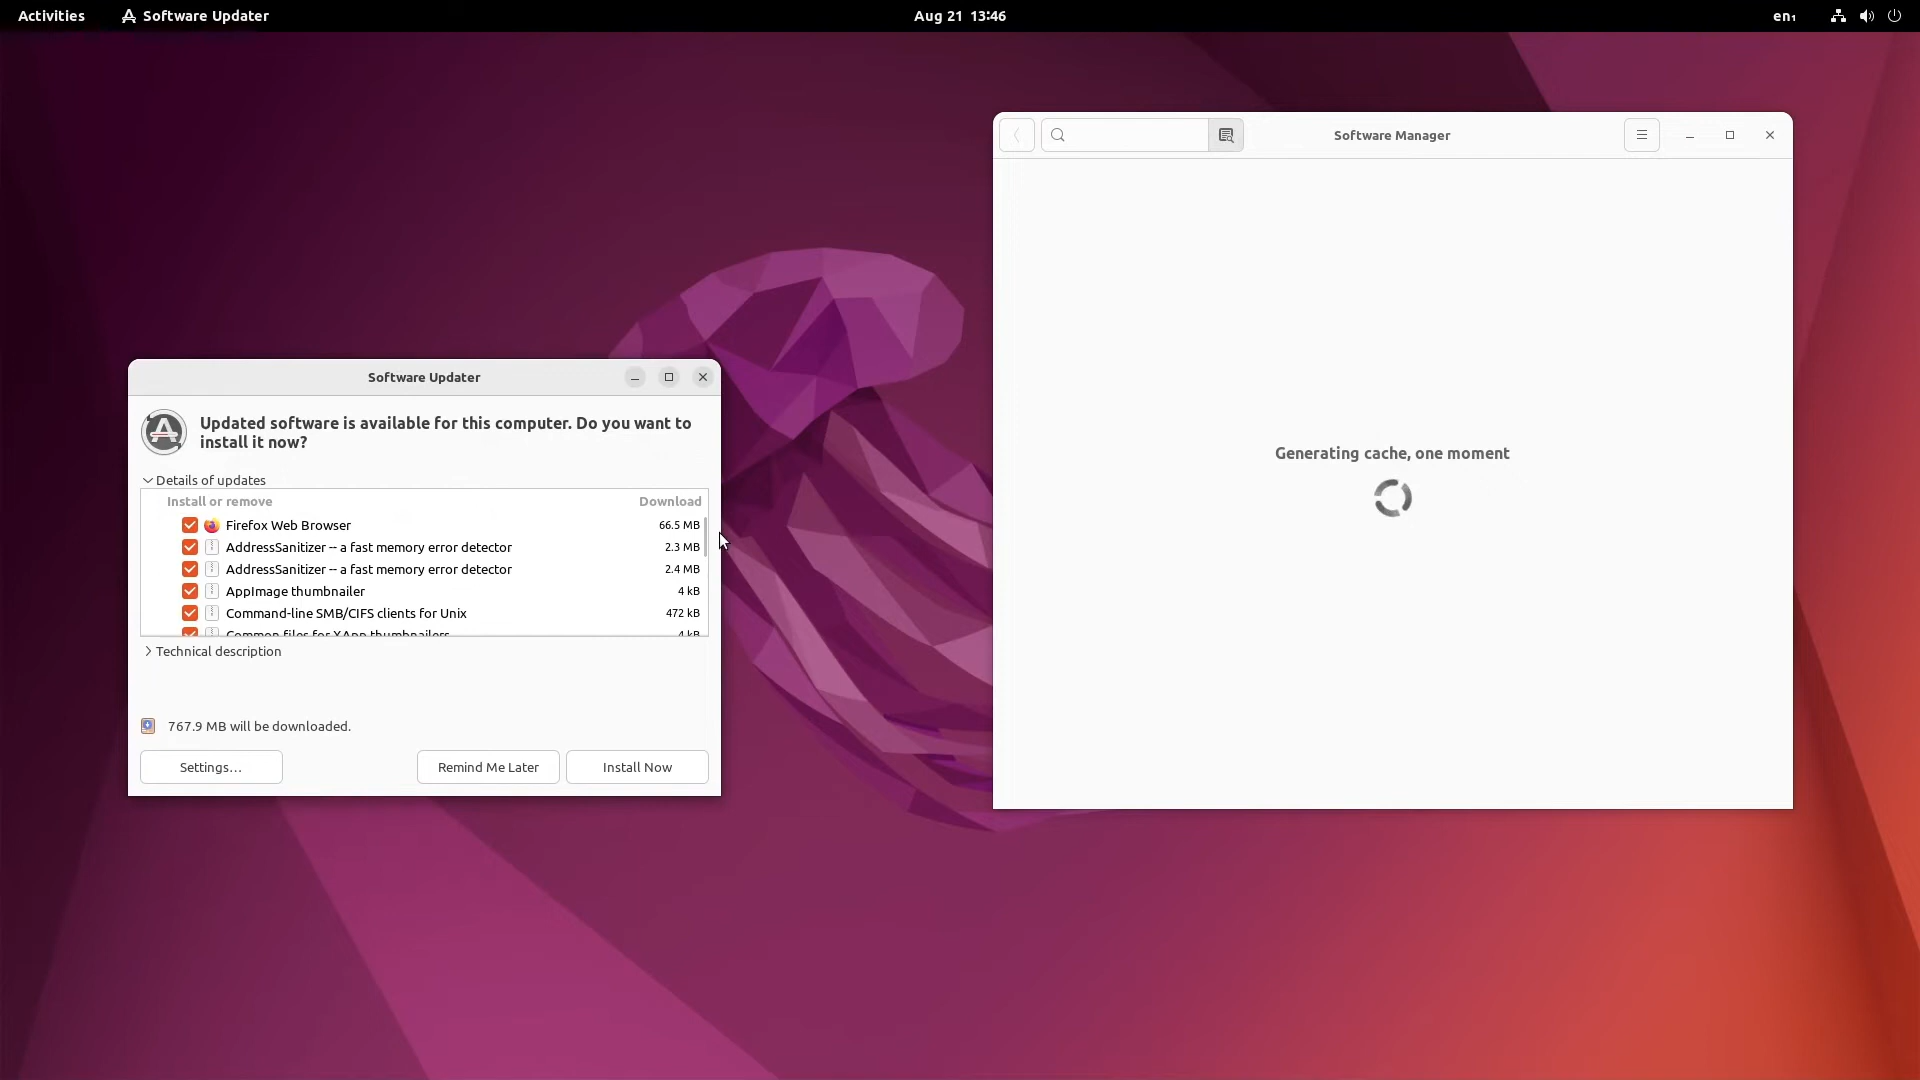 Activities
Software Updater
Aug 21 13:46
en₁
Software Manager
Generating cache, one moment
Software Updater
Updated software is available for this computer. Do you want to
install it now?
Details of updates
Install or remove Download
Firefox Web Browser 66.5 MB
AddressSanitizer -- a fast memory error detector 2.3 MB
AddressSanitizer -- a fast memory error detector 2.4 MB
AppImage thumbnailer 4 kB
Command-line SMB/CIFS clients for Unix 472 kB
Common files for XApp thumbnailers 4 kB
Technical description
767.9 MB will be downloaded.
Settings…
Remind Me Later
Install Now